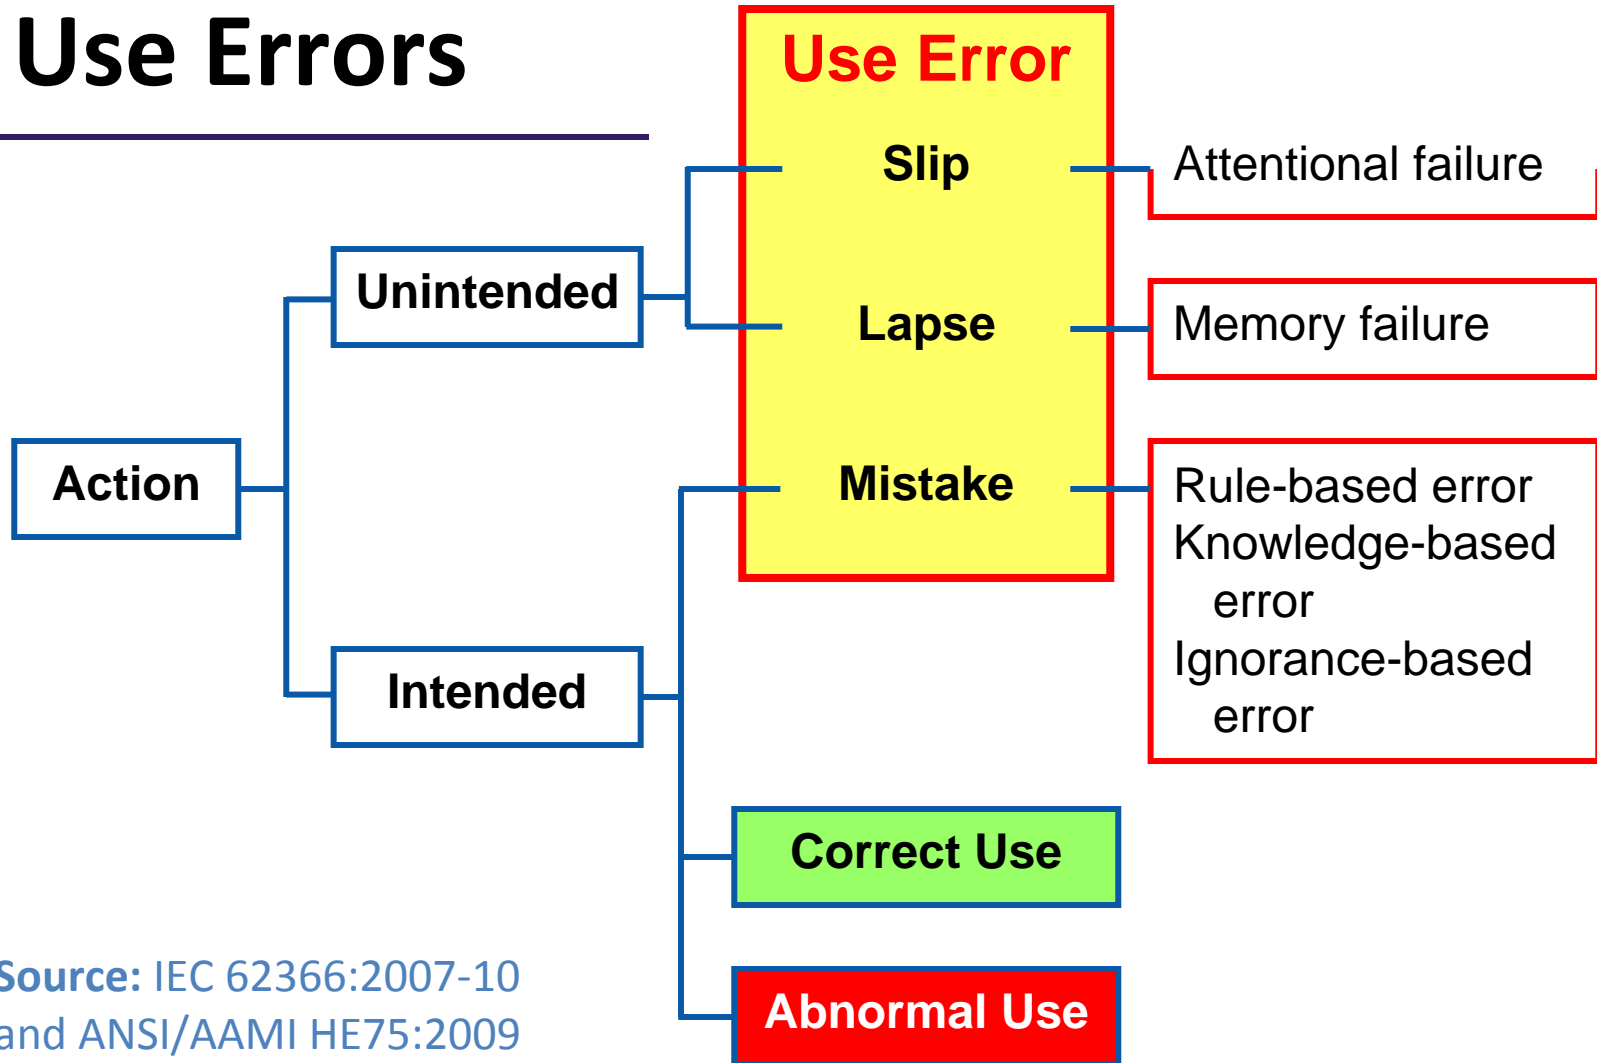 Use Errors
Use Error
Slip
Attentional failure
Unintended
Lapse
Memory failure
Action
Mistake
Rule-based error
Knowledge-based
error
Ignorance-based
error
Intended
Correct Use
Abnormal Use
Source: IEC 62366:2007-10
and ANSI/AAMI HE75:2009